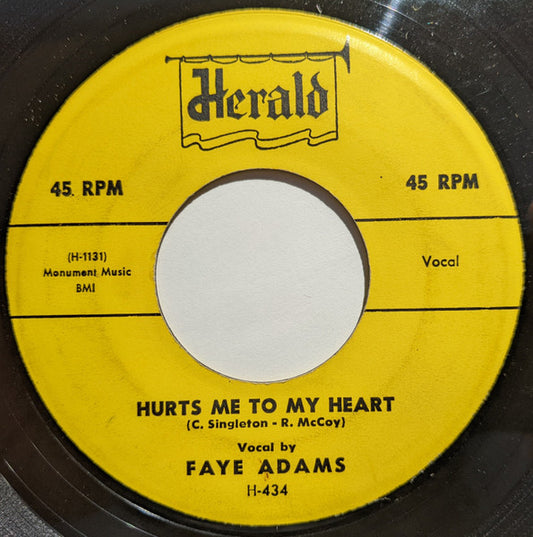 Herald
45 RPM
45 RPM
(H-1131)
Monument Music
BMI
Vocal
HURTS ME TO MY HEART
(C. Singleton - R. McCoy)
Vocal by
FAYE ADAMS
H-434